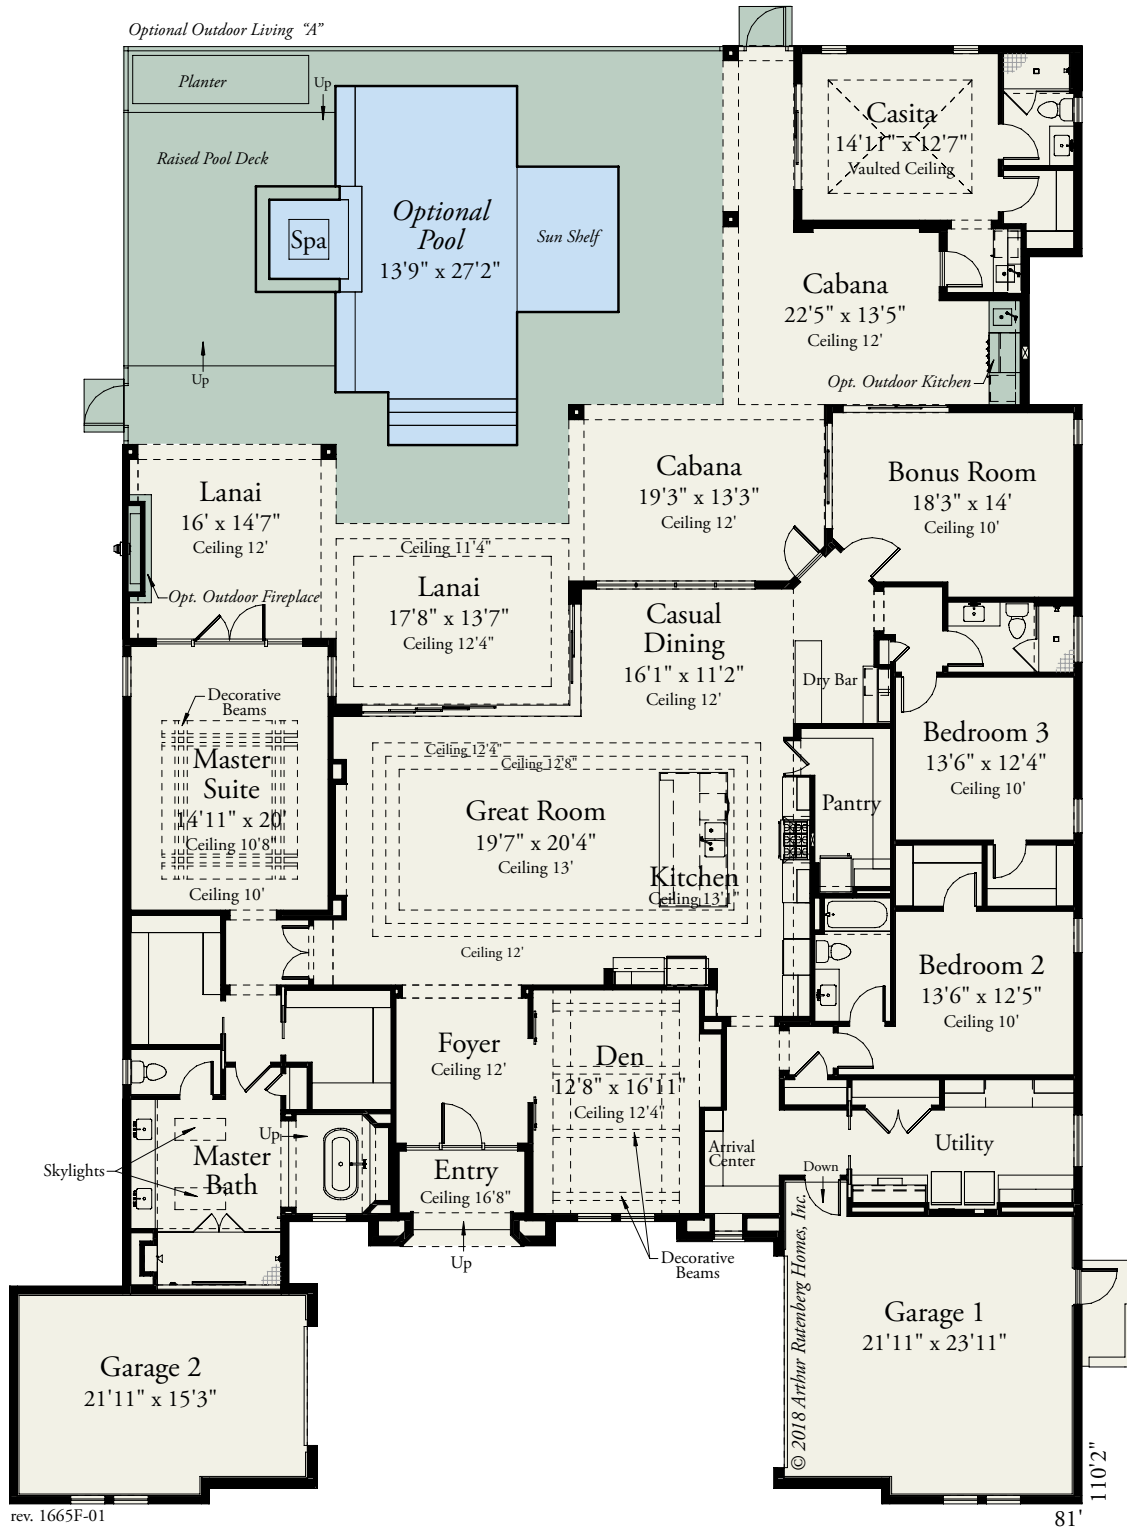 Optional Outdoor Living "A"
Planter
Up
Raised Pool Deck
Spa
Optional
Pool
13'9" x 27'2"
Sun Shelf
Up
Casita
14'11" x 12'7"
Vaulted Ceiling
Cabana
22'5" x 13'5"
Ceiling 12'
Opt. Outdoor Kitchen
Lanai
16' x 14'7"
Ceiling 12'
Opt. Outdoor Fireplace
Ceiling 11'4"
Lanai
17'8" x 13'7"
Ceiling 12'4"
Cabana
19'3" x 13'3"
Ceiling 12'
Bonus Room
18'3" x 14'
Ceiling 10'
Casual
Dining
16'1" x 11'2"
Ceiling 12'
Dry Bar
Decorative
Beams
Master
Suite
14'11" x 20'
Ceiling 10'8"
Ceiling 10'
Ceiling 12'4"
Ceiling 12'8"
Great Room
19'7" x 20'4"
Ceiling 13'
Kitchen
Ceiling 13'1"
Ceiling 12'
Pantry
Bedroom 3
13'6" x 12'4"
Ceiling 10'
Bedroom 2
13'6" x 12'5"
Ceiling 10'
Foyer
Ceiling 12'
Den
12'8" x 16'11"
Ceiling 12'4"
Up
Skylights
Master
Bath
Entry
Ceiling 16'8"
Up
Arrival
Center
Utility
Down
Decorative
Beams
Garage 1
21'11" x 23'11"
Garage 2
21'11" x 15'3"
© 2018 Arthur Rutenberg Homes, Inc.
110'2"
81'
rev. 1665F-01